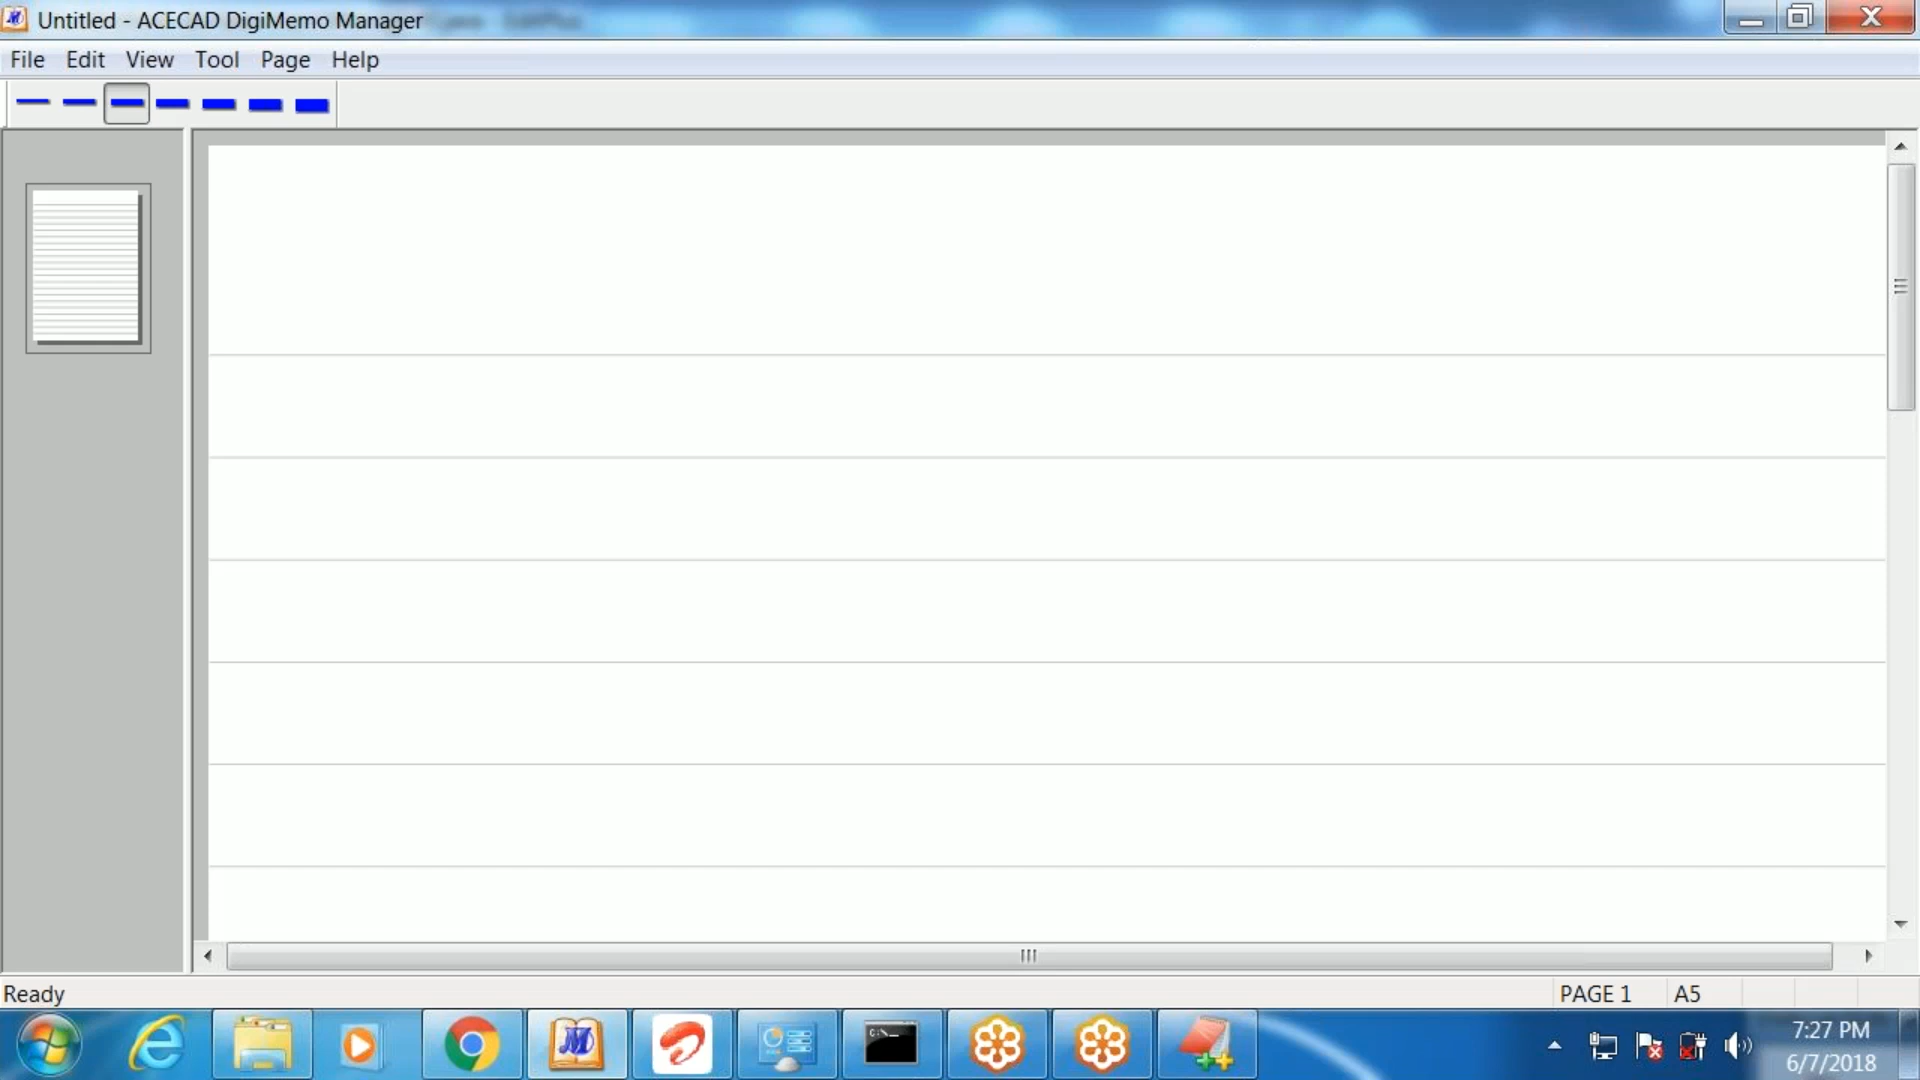 Untitled - ACECAD DigiMemo Manager
File Edit View Tool Page Help
Ready
PAGE 1
A5
7:27 PM
6/7/2018